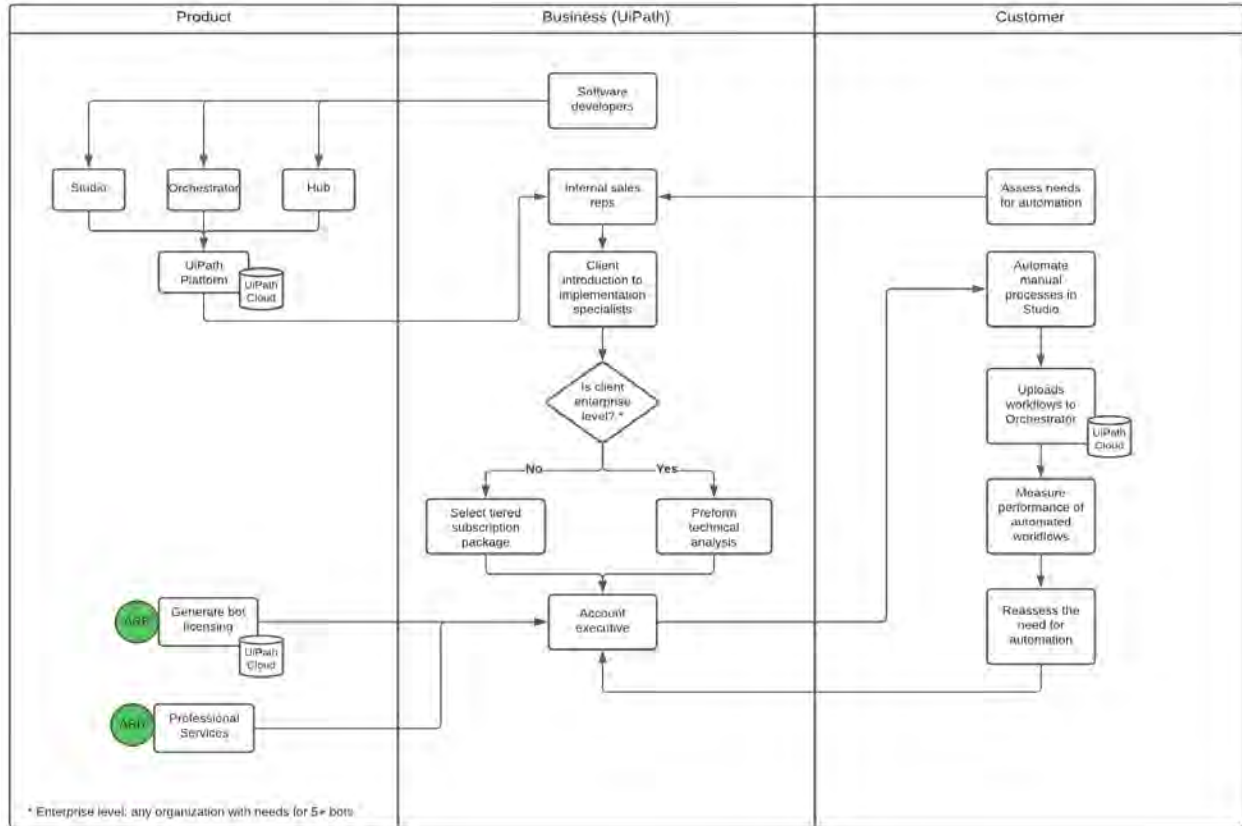 Product
Business (UiPath)
Customer
Software
developers
Studio
Orchestrator
Hub
Internal sales
reps
Assess needs
for automation
UiPath
Platform
UiPath
Cloud
Client
introduction to
implementation
specialists
Automate
manual
processes in
Studio
Is client
enterprise
level?.*
Uploads
workflows to
Orchestrator
UiPath
Cloud
No
Yes
Select tiered
subscription
package
Preform
technical
analysis
Measure
performance of
automated
workflows
Generate bot
licensing
UiPath
Cloud
Account
executive
Reassess the
need for
automation
Professional
Services
* Enterprise level: any organization with needs for 5+ bots